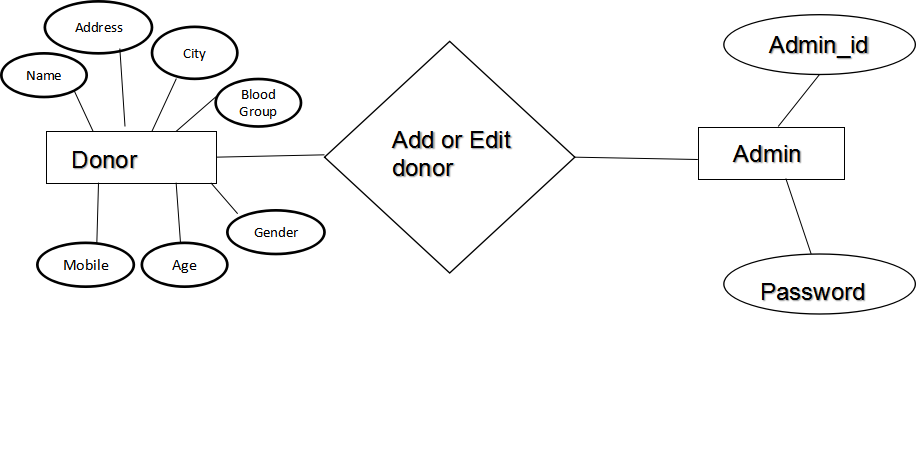 Address
City
Name
Blood
Group
Donor
Mobile
Age
Gender
Add or Edit
donor
Admin_id
Admin
Password